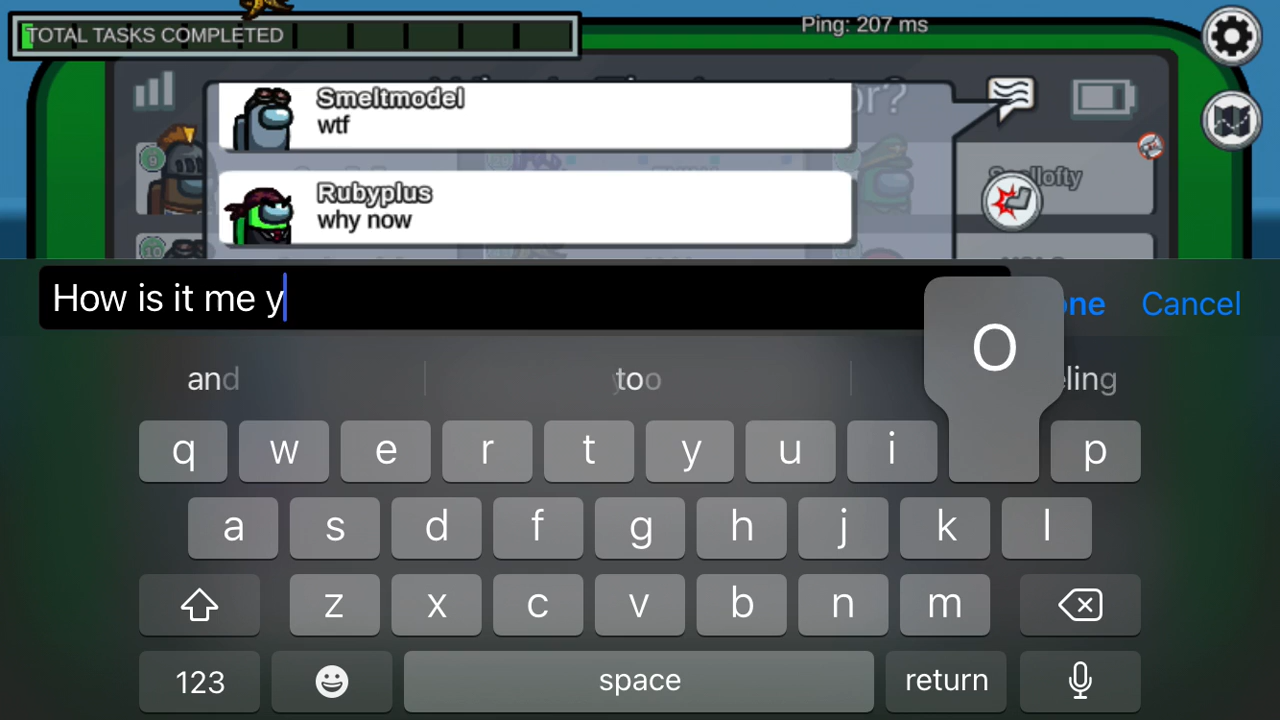 TOTAL TASKS COMPLETED
Ping: 207 ms
Smeltmodel
wtf
Rubyplus
why now
How is it me y
Cancel
O
and
too
q w e r t y u i p
a s d f g h j k l
z x c v b n m
123
space
return